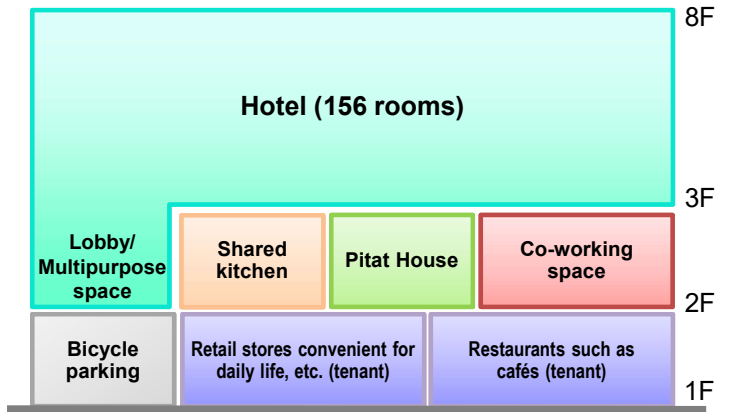 8F
Hotel (156 rooms)
3F
Lobby/
Multipurpose
space
Shared
kitchen
Pitat House
Co-working
space
2F
Bicycle
parking
Retail stores convenient for
daily life, etc. (tenant)
Restaurants such as
cafés (tenant)
1F